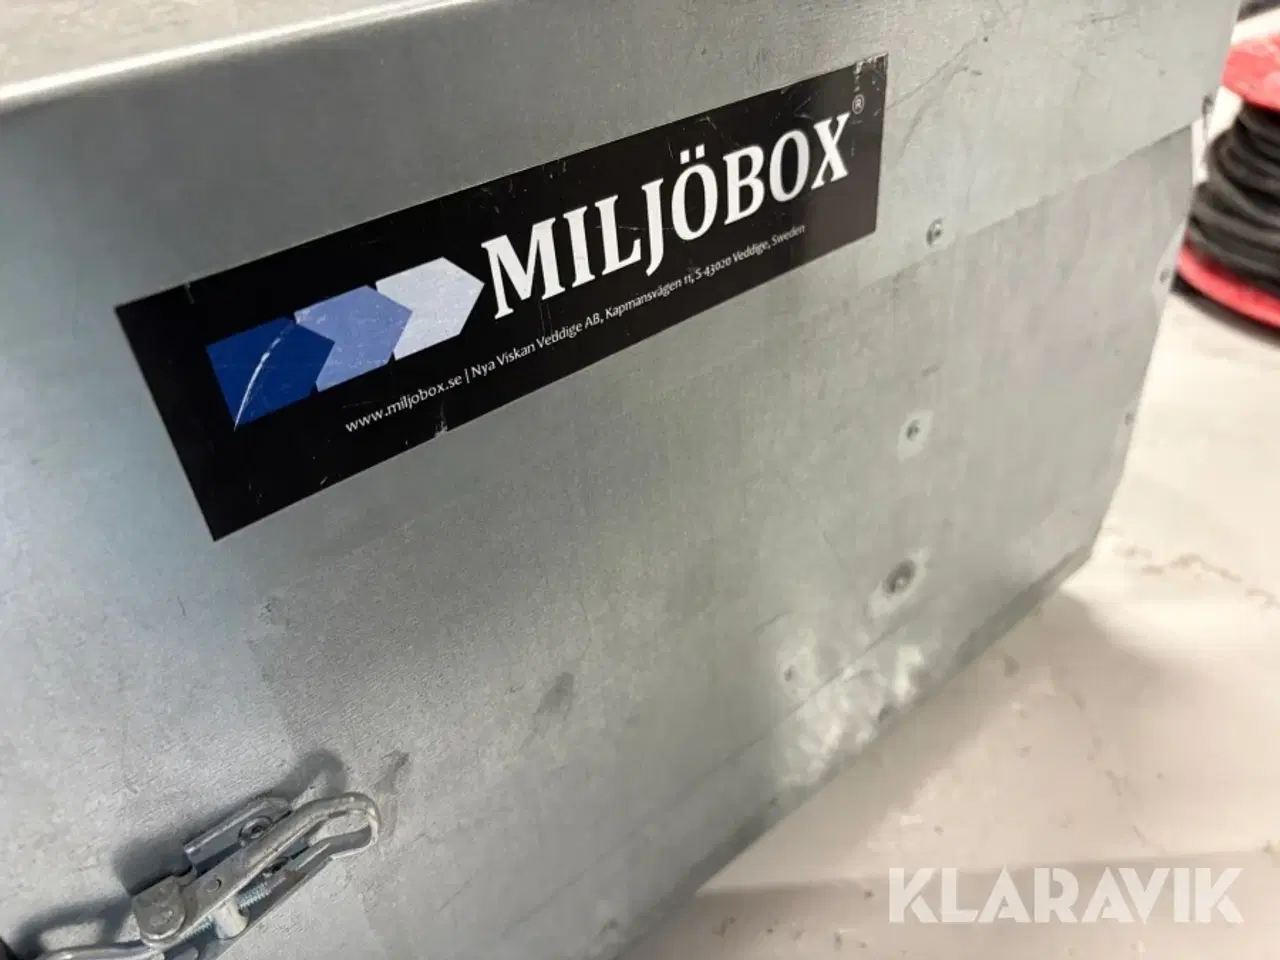 MILJÖBOX®
www.miljobox.se | Nya Viskan Veddige AB, Kapmansvägen 11, S-43020 Veddige, Sweden
KLARAVIK